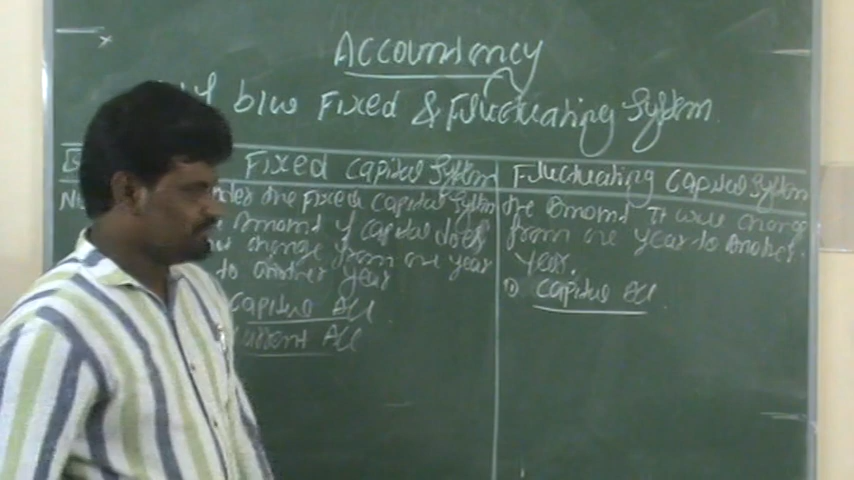 Accountancy
b/w Fixed & Fluctuating System
Fixed Capital System
Fluctuating Capital System
the Fixed Capital System
Amount of Capital does
change from one year
to another year
Capital A/c
Current A/c
The Amount It will change
from one year to Another
year.
1) Capital A/c